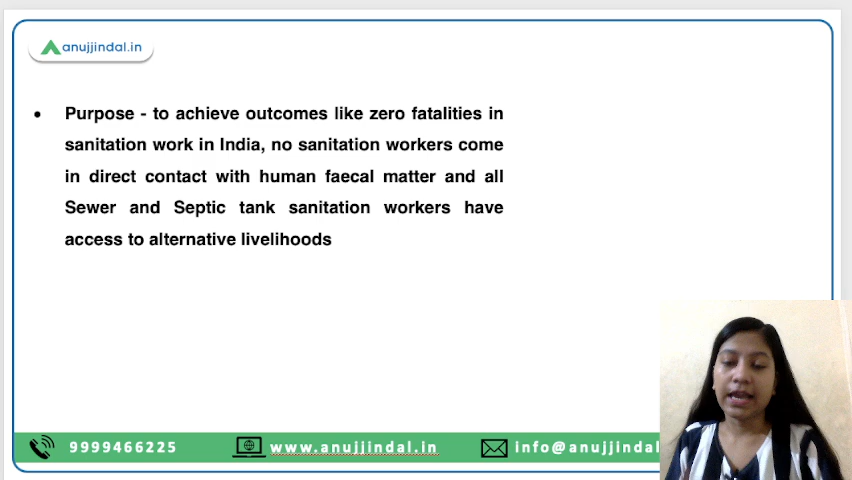 anujjindal.in
• Purpose - to achieve outcomes like zero fatalities in
sanitation work in India, no sanitation workers come
in direct contact with human faecal matter and all
Sewer and Septic tank sanitation workers have
access to alternative livelihoods
9999466225 www.anujjindal.in info@anujjindal